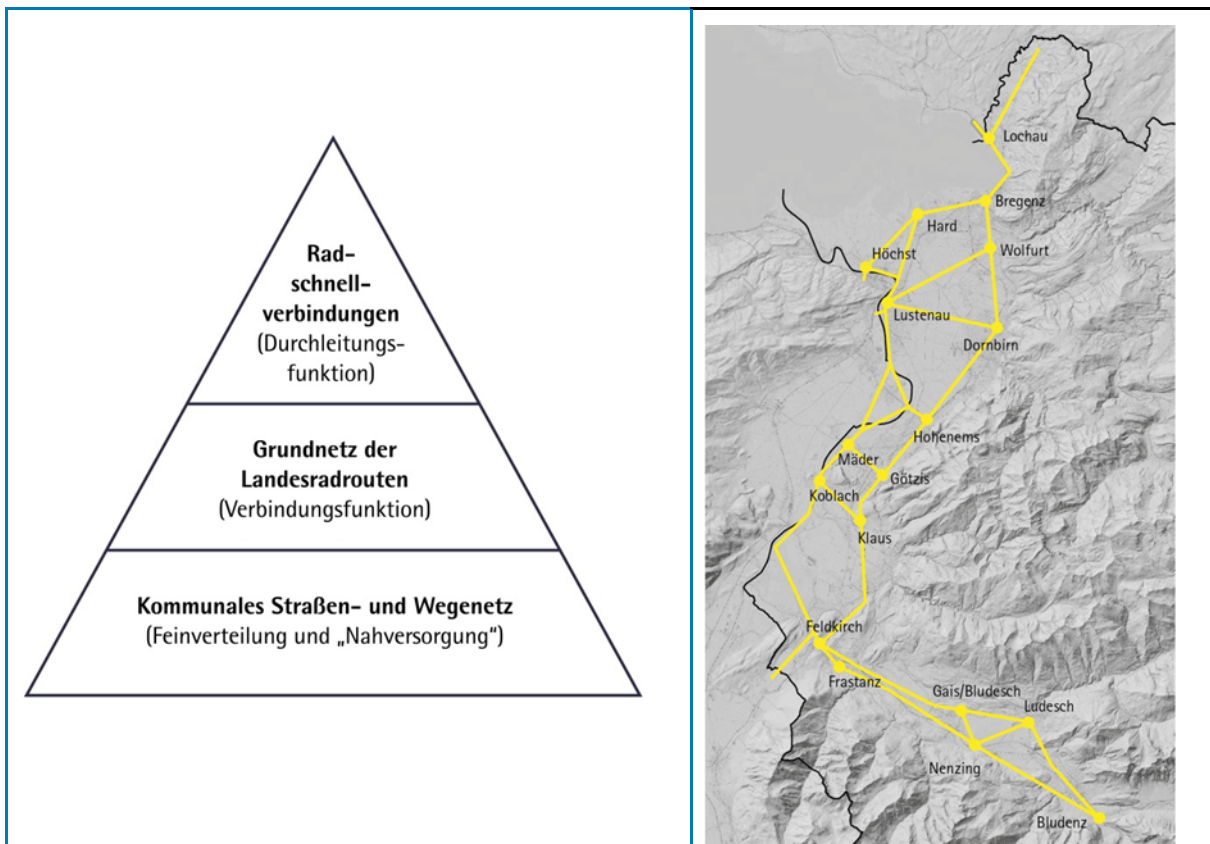 Rad-
schnell-
verbindungen
(Durchleitungs-
funktion)
Grundnetz der
Landesradrouten
(Verbindungsfunktion)
Kommunales Straßen- und Wegenetz
(Feinverteilung und „Nahversorgung“)
Lochau
Bregenz
Hard
Wolfurt
Höchst
Lustenau
Dornbirn
Hohenems
Mäder
Götzis
Koblach
Klaus
Feldkirch
Frastanz
Gais/Bludesch
Ludesch
Nenzing
Bludenz